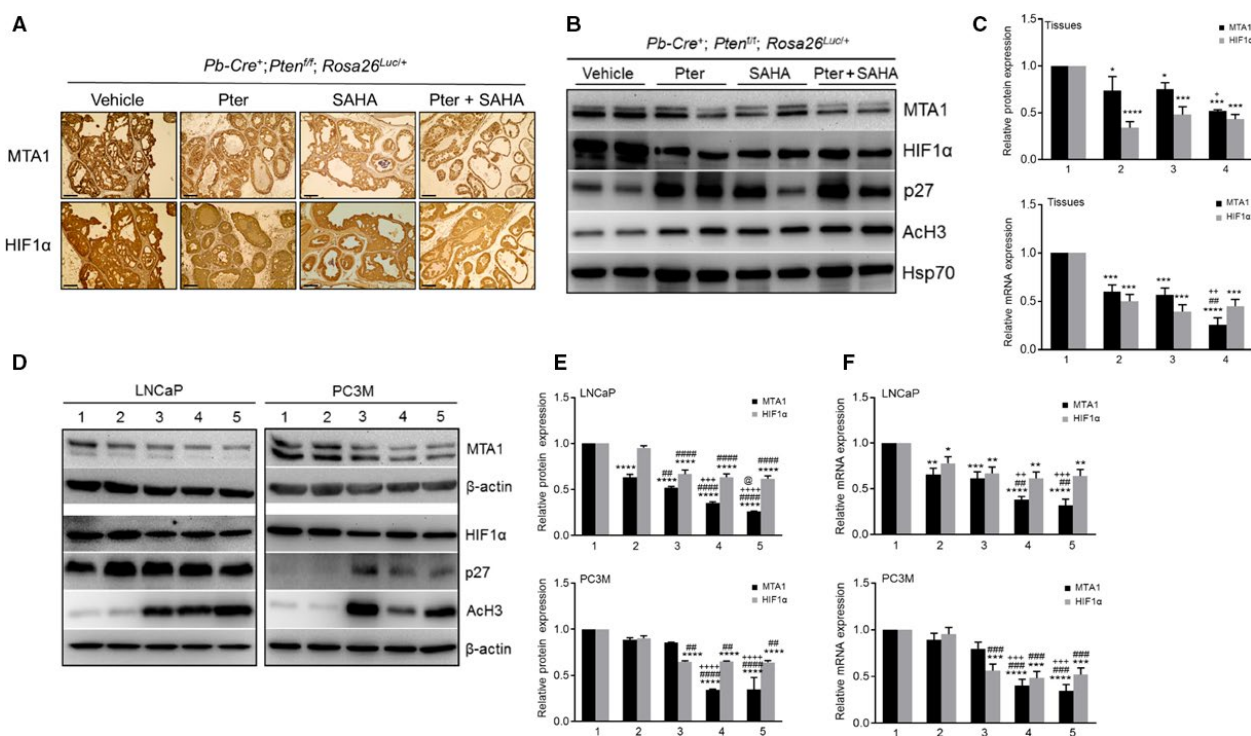 A
Pb-Cre⁺;Ptenᶠ/ᶠ; Rosa26ᴸᵘᶜ/⁺
Vehicle Pter SAHA Pter + SAHA
MTA1
HIF1α
B
Pb-Cre⁺; Ptenᶠ/ᶠ; Rosa26ᴸᵘᶜ/⁺
Vehicle Pter SAHA Pter + SAHA
MTA1
HIF1α
p27
AcH3
Hsp70
C
Tissues
MTA1
HIF1α
Relative protein expression
1.5
1.0
0.5
0.0
* **** * *** + *** ***
1 2 3 4
Tissues
MTA1
HIF1α
Relative mRNA expression
1.5
1.0
0.5
0.0
*** *** *** *** ++ ## **** ***
1 2 3 4
D
LNCaP PC3M
1 2 3 4 5 1 2 3 4 5
MTA1
β-actin
HIF1α
p27
AcH3
β-actin
E
LNCaP
MTA1
HIF1α
Relative protein expression
1.5
1.0
0.5
0.0
**** ## **** #### **** +++ #### **** #### **** @ ++++ #### **** #### ****
1 2 3 4 5
PC3M
MTA1
HIF1α
Relative protein expression
1.5
1.0
0.5
0.0
## **** ++++ #### **** ## **** ++++ #### **** ## ****
1 2 3 4 5
F
LNCaP
MTA1
HIF1α
Relative mRNA expression
1.5
1.0
0.5
0.0
** * *** ** ++ ## **** ** +++ ## **** **
1 2 3 4 5
PC3M
MTA1
HIF1α
Relative mRNA expression
1.5
1.0
0.5
0.0
### *** +++ ### **** ### *** +++ ### **** ### ***
1 2 3 4 5